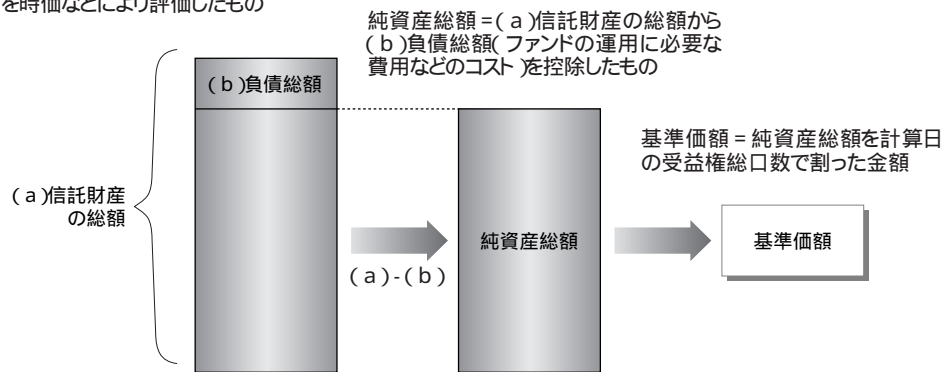 を時価などにより評価したもの
純資産総額=(a)信託財産の総額から
(b)負債総額(ファンドの運用に必要な
費用などのコスト)を控除したもの
(b)負債総額
基準価額=純資産総額を計算日
の受益権総口数で割った金額
(a)信託財産
の総額
(a)-(b)
純資産総額
基準価額